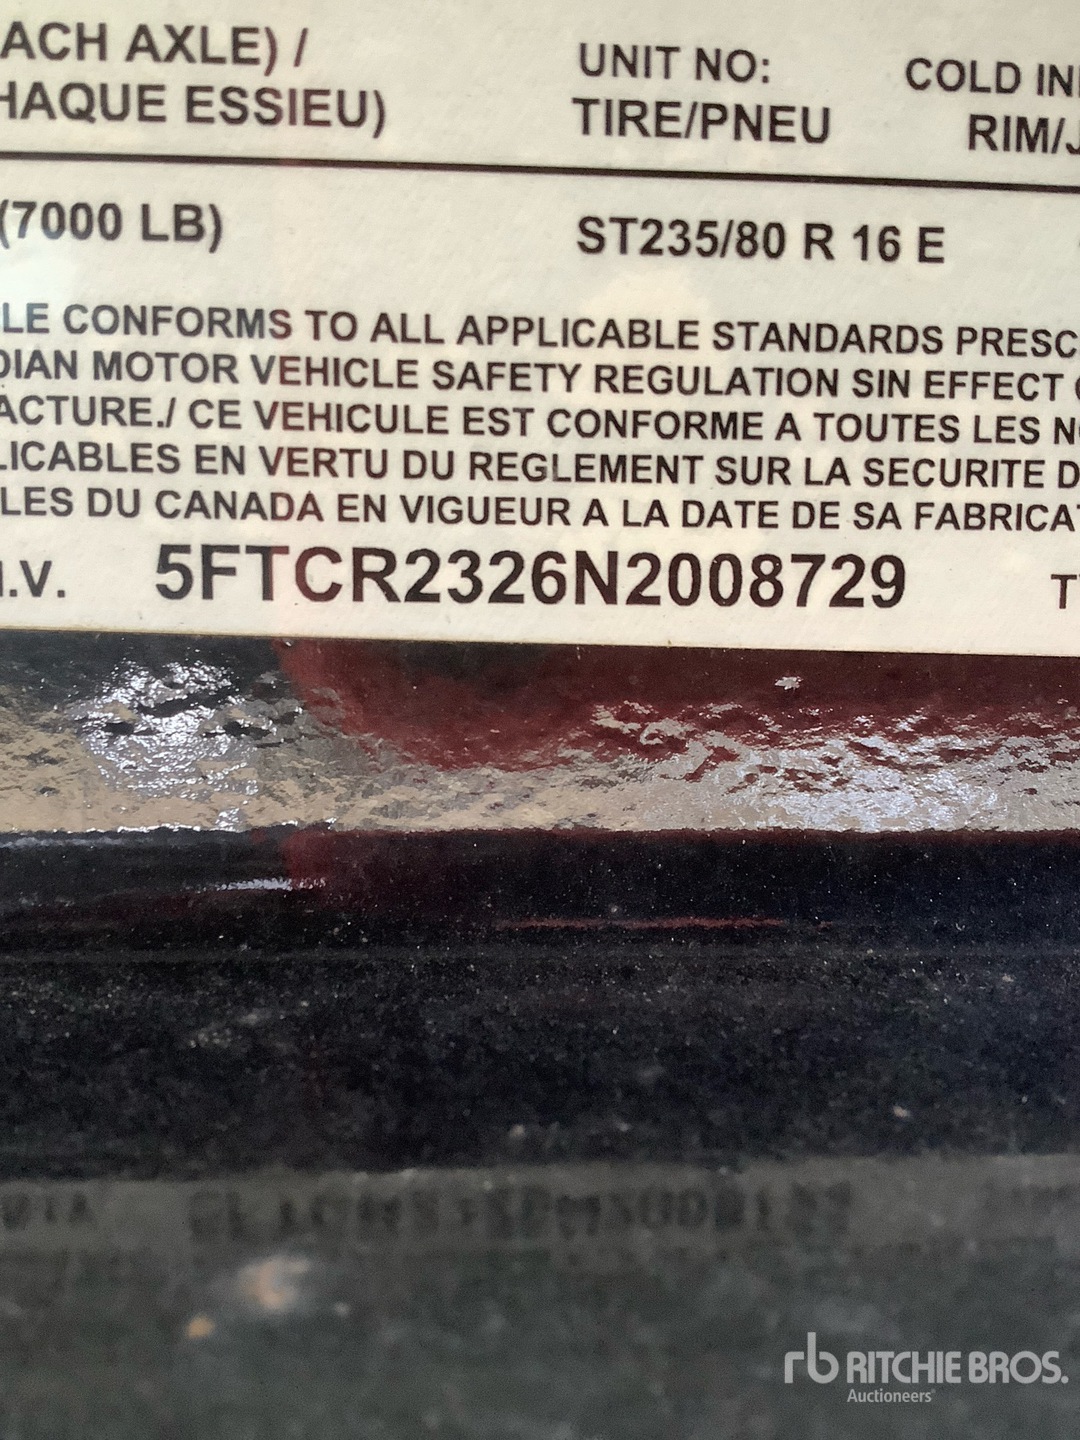 ACH AXLE) /
HAQUE ESSIEU)
UNIT NO:
TIRE/PNEU
COLD IN
RIM/J
(7000 LB)
ST235/80 R 16 E
LE CONFORMS TO ALL APPLICABLE STANDARDS PRESC
DIAN MOTOR VEHICLE SAFETY REGULATION SIN EFFECT
ACTURE./ CE VEHICULE EST CONFORME A TOUTES LES N
LICABLES EN VERTU DU REGLEMENT SUR LA SECURITE D
LES DU CANADA EN VIGUEUR A LA DATE DE SA FABRICAT
I.V. 5FTCR2326N2008729 T
rb RITCHIE BROS.
Auctioneers